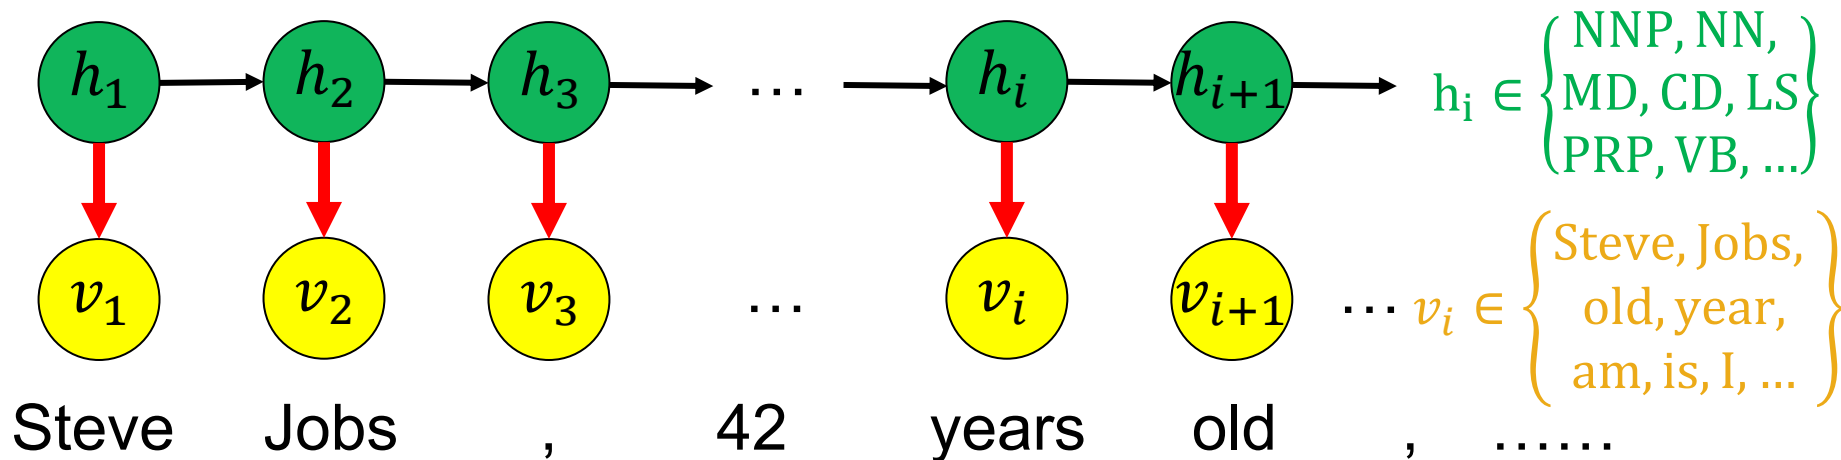 h₁ h₂ h₃ … hᵢ hᵢ₊₁ hᵢ ∈ {NNP, NN,
MD, CD, LS
PRP, VB, …}
v₁ v₂ v₃ … vᵢ vᵢ₊₁ … vᵢ ∈ {Steve, Jobs,
old, year,
am, is, I, …}
Steve Jobs , 42 years old , ……